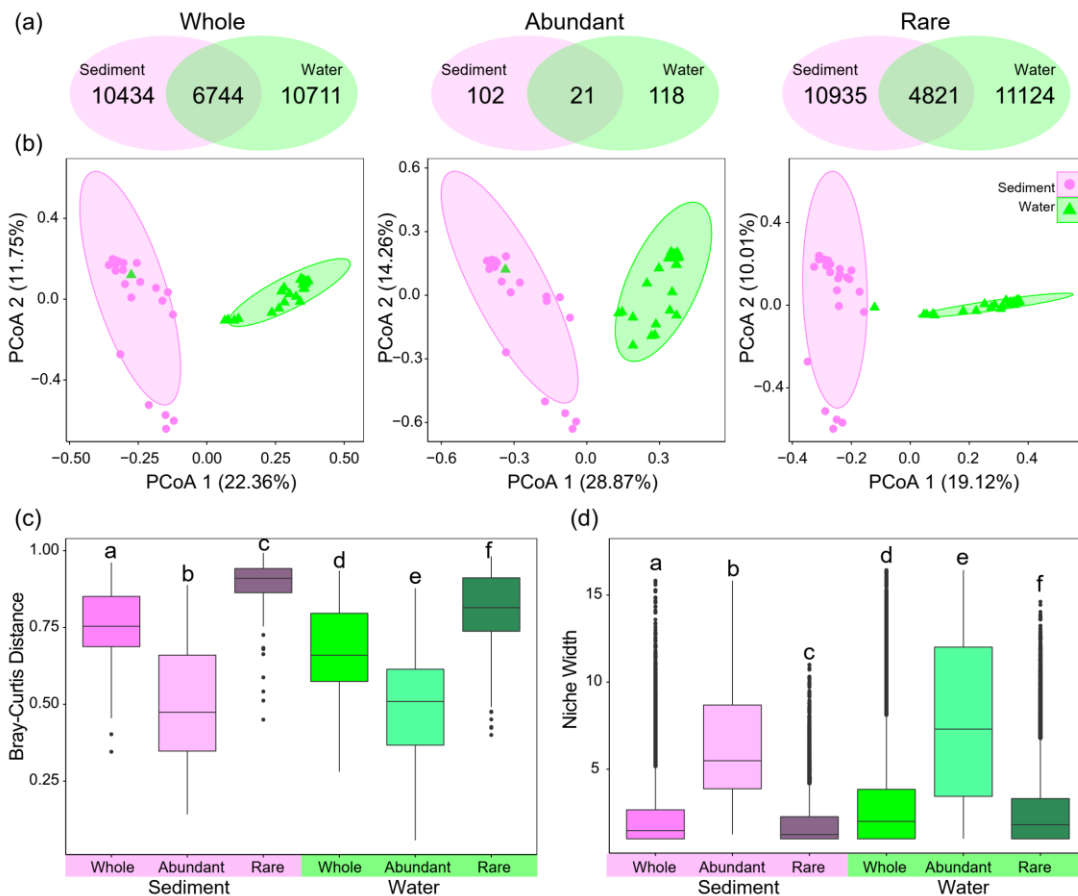 (a) Whole Abundant Rare
Sediment Water Sediment Water Sediment Water
10434 6744 10711 102 21 118 10935 4821 11124
(b)
PCoA 2 (11.75%)
0.4
0.0
−0.4
−0.50 −0.25 0.00 0.25 0.50
PCoA 1 (22.36%)
PCoA 2 (14.26%)
0.6
0.3
0.0
−0.3
−0.6
−0.6 −0.3 0.0 0.3
PCoA 1 (28.87%)
PCoA 2 (10.01%)
0.4
0.0
−0.4
−0.4 −0.2 0.0 0.2 0.4
PCoA 1 (19.12%)
Sediment
Water
(c)
Bray-Curtis Distance
1.00
0.75
0.50
0.25
a b c d e f
Whole Abundant Rare Whole Abundant Rare
Sediment Water
(d)
Niche Width
15
10
5
a b c d e f
Whole Abundant Rare Whole Abundant Rare
Sediment Water